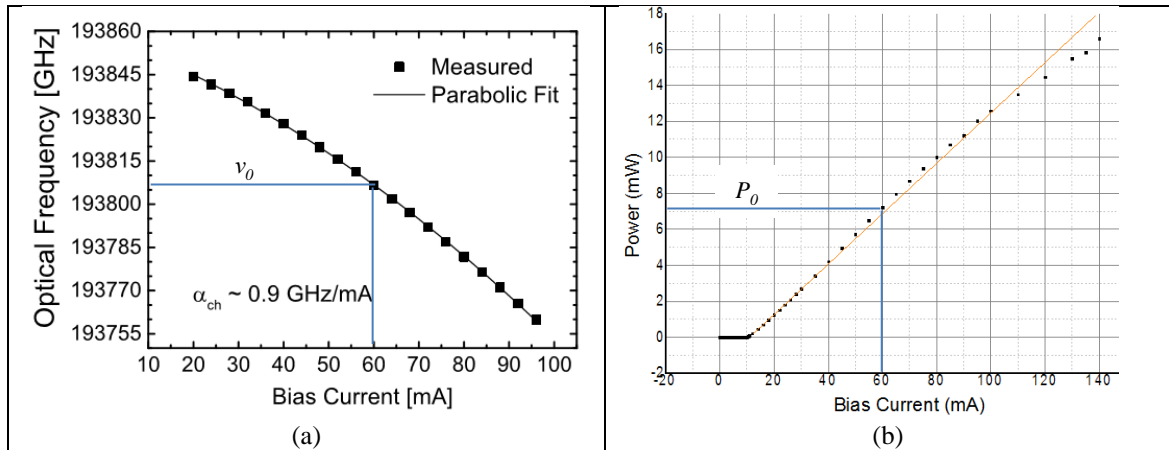 Optical Frequency [GHz]
193860
193845
193830
193815
193800
193785
193770
193755
Measured
Parabolic Fit
v0
αch ~ 0.9 GHz/mA
10 20 30 40 50 60 70 80 90 100
Bias Current [mA]
(a)
Power (mW)
18
16
14
12
10
8
6
4
2
0
-2
P0
-20 0 20 40 60 80 100 120 140
Bias Current (mA)
(b)